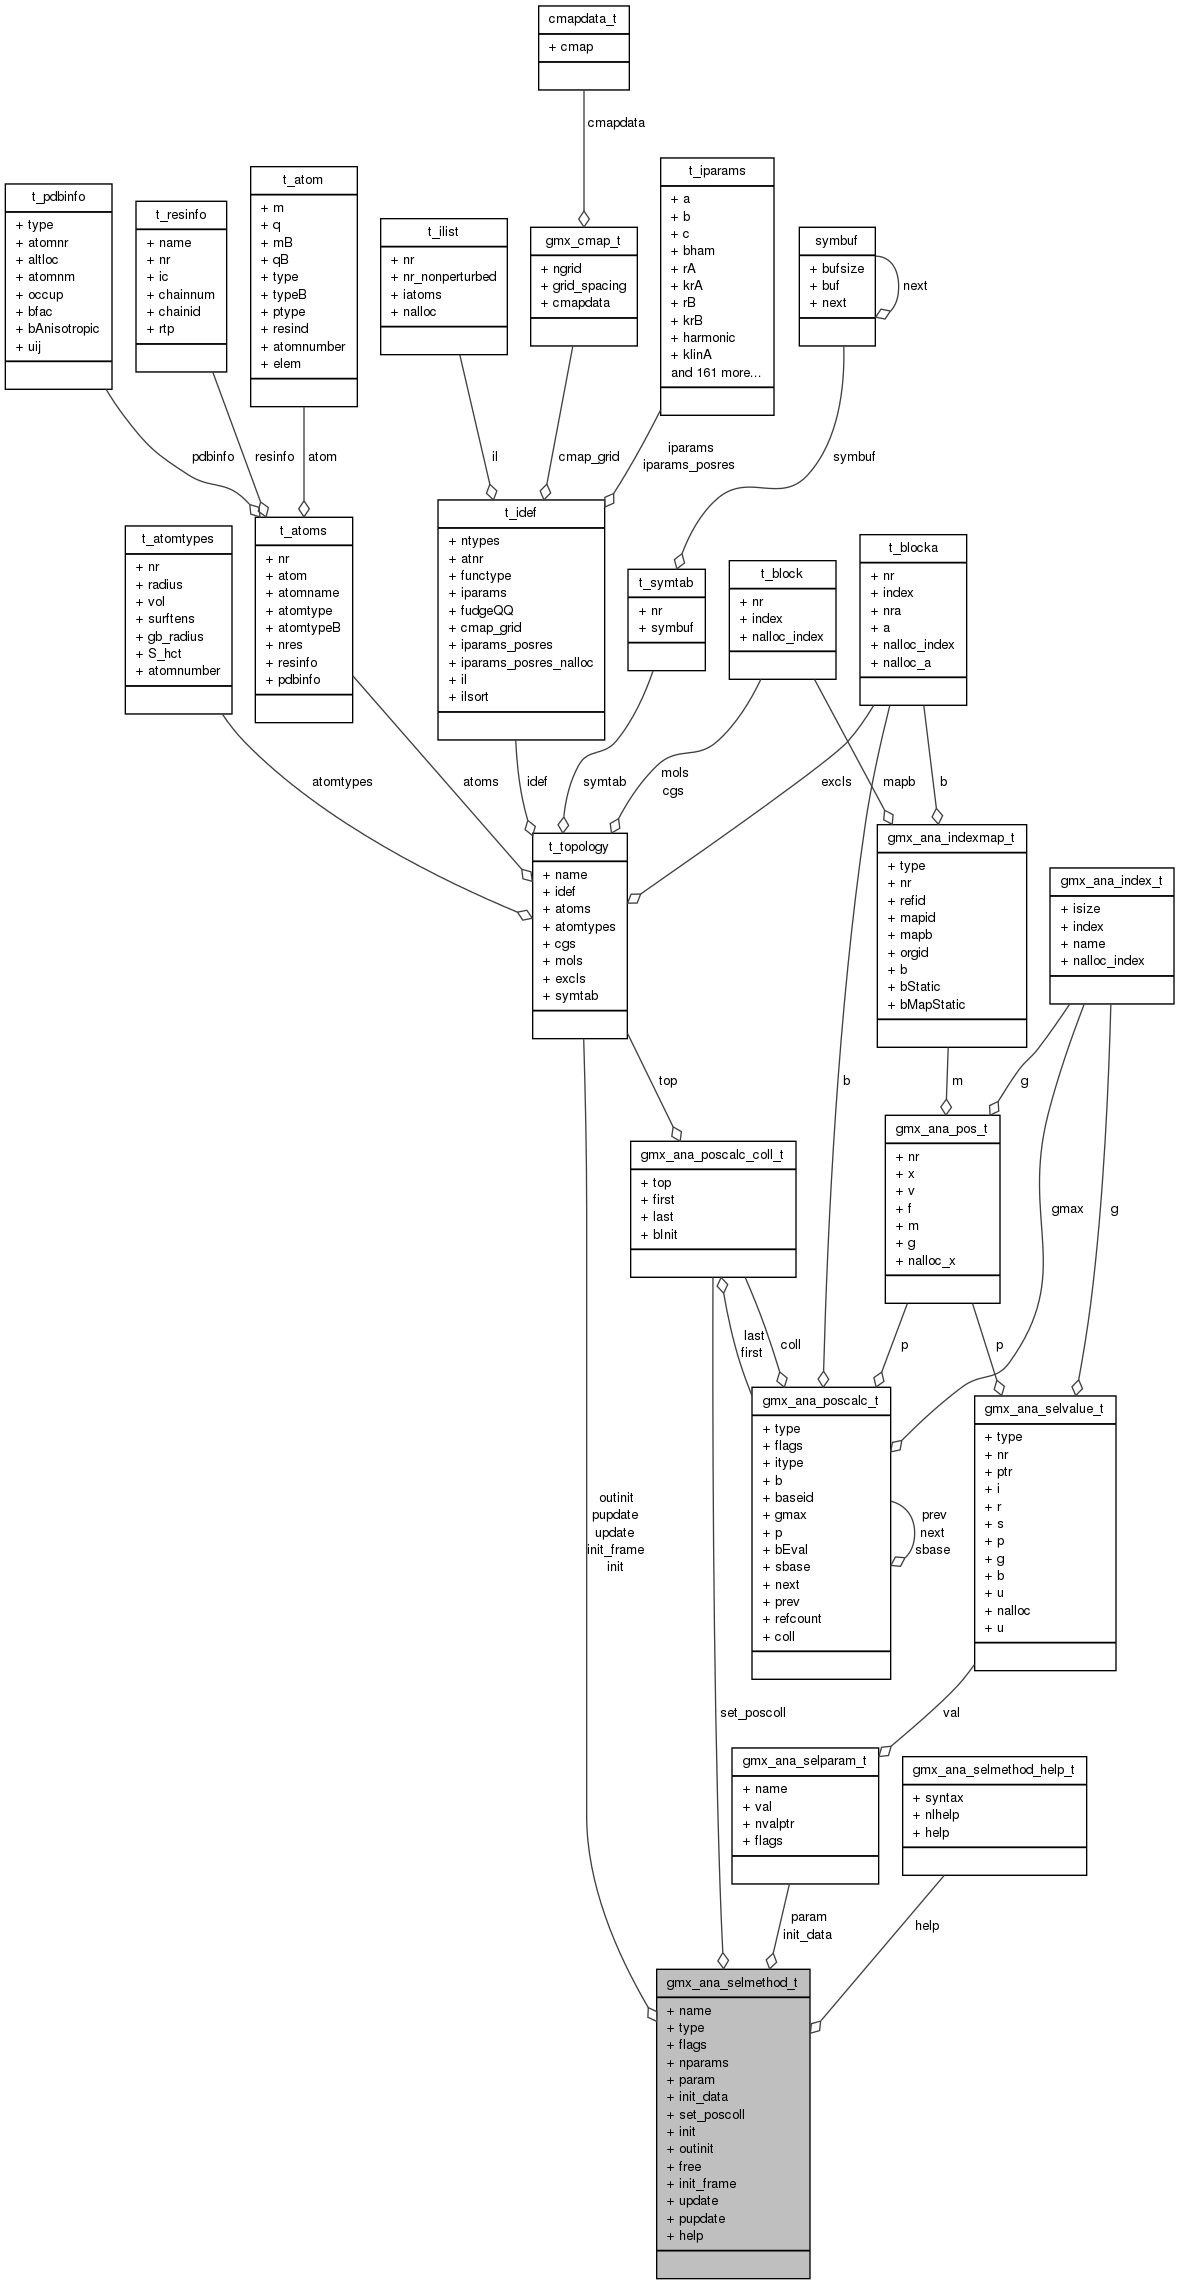 cmapdata_t
+ cmap
cmapdata
t_pdbinfo
+ type
+ atomnr
+ altloc
+ atomnm
+ occup
+ bfac
+ bAnisotropic
+ uij
t_resinfo
+ name
+ nr
+ ic
+ chainnum
+ chainid
+ rtp
t_atom
+ m
+ q
+ mB
+ qB
+ type
+ typeB
+ ptype
+ resind
+ atomnumber
+ elem
t_ilist
+ nr
+ nr_nonperturbed
+ iatoms
+ nalloc
gmx_cmap_t
+ ngrid
+ grid_spacing
+ cmapdata
t_iparams
+ a
+ b
+ c
+ bham
+ rA
+ krA
+ rB
+ krB
+ harmonic
+ klinA
and 161 more...
symbuf
+ bufsize
+ buf
+ next
next
pdbinfo
resinfo
atom
il
cmap_grid
iparams
iparams_posres
symbuf
t_atomtypes
+ nr
+ radius
+ vol
+ surftens
+ gb_radius
+ S_hct
+ atomnumber
t_atoms
+ nr
+ atom
+ atomname
+ atomtype
+ atomtypeB
+ nres
+ resinfo
+ pdbinfo
t_idef
+ ntypes
+ atnr
+ functype
+ iparams
+ fudgeQQ
+ cmap_grid
+ iparams_posres
+ iparams_posres_nalloc
+ il
+ ilsort
t_symtab
+ nr
+ symbuf
t_block
+ nr
+ index
+ nalloc_index
t_blocka
+ nr
+ index
+ nra
+ a
+ nalloc_index
+ nalloc_a
atomtypes
atoms
idef
symtab
mols
cgs
excls
mapb
b
t_topology
+ name
+ idef
+ atoms
+ atomtypes
+ cgs
+ mols
+ excls
+ symtab
gmx_ana_indexmap_t
+ type
+ nr
+ refid
+ mapid
+ mapb
+ orgid
+ b
+ bStatic
+ bMapStatic
gmx_ana_index_t
+ isize
+ index
+ name
+ nalloc_index
top
b
m
g
gmx_ana_poscalc_coll_t
+ top
+ first
+ last
+ bInit
gmx_ana_pos_t
+ nr
+ x
+ v
+ f
+ m
+ g
+ nalloc_x
gmax
g
last
first
coll
p
p
gmx_ana_poscalc_t
+ type
+ flags
+ itype
+ b
+ baseid
+ gmax
+ p
+ bEval
+ sbase
+ next
+ prev
+ refcount
+ coll
prev
next
sbase
gmx_ana_selvalue_t
+ type
+ nr
+ ptr
+ i
+ r
+ s
+ p
+ g
+ b
+ u
+ nalloc
+ u
outinit
pupdate
update
init_frame
init
set_poscoll
val
gmx_ana_selparam_t
+ name
+ val
+ nvalptr
+ flags
gmx_ana_selmethod_help_t
+ syntax
+ nlhelp
+ help
param
init_data
help
gmx_ana_selmethod_t
+ name
+ type
+ flags
+ nparams
+ param
+ init_data
+ set_poscoll
+ init
+ outinit
+ free
+ init_frame
+ update
+ pupdate
+ help